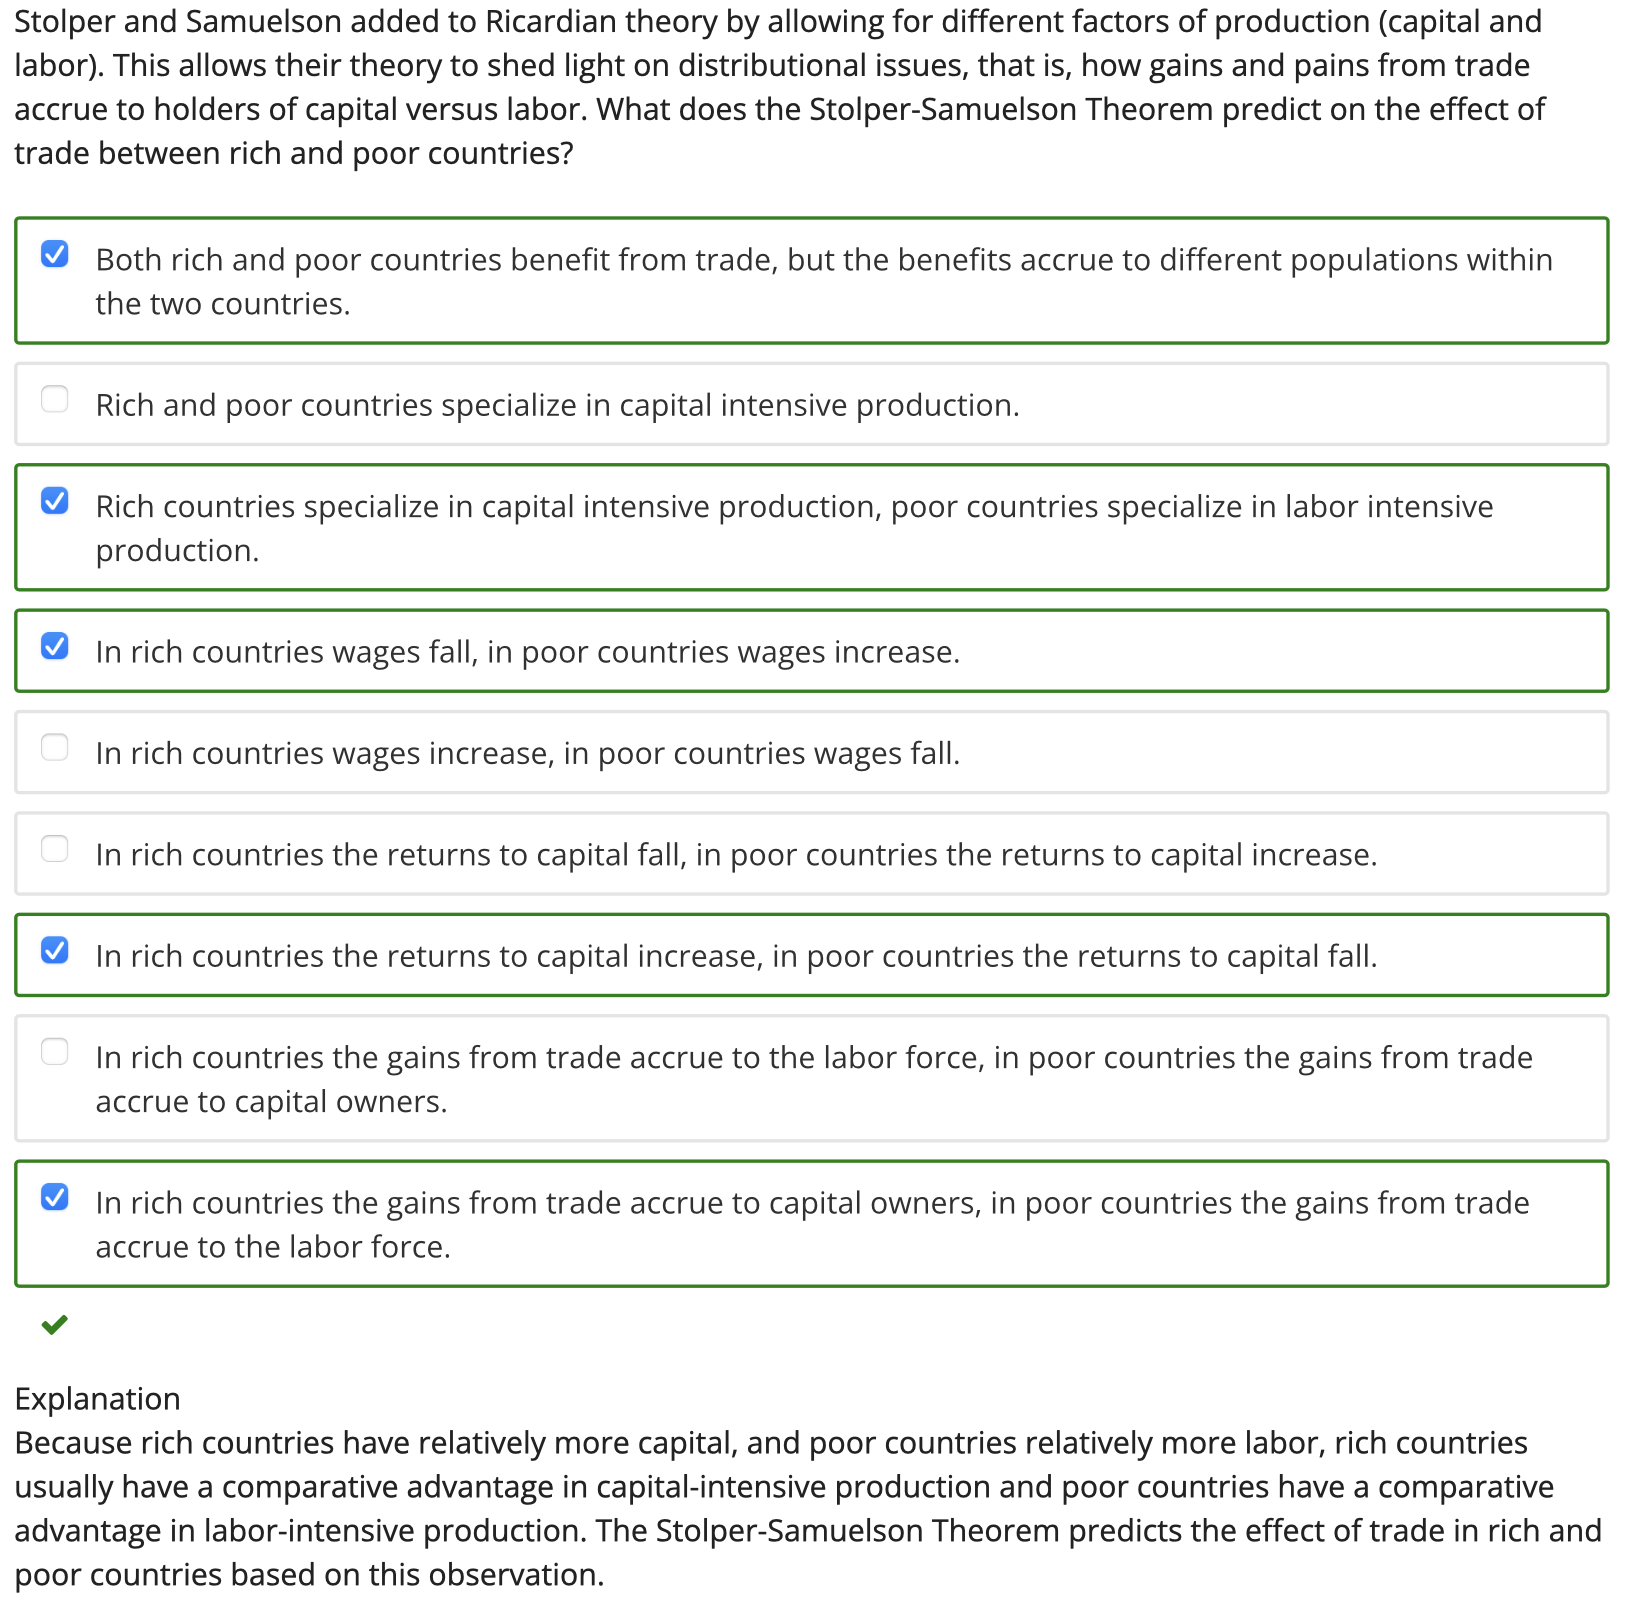 Stolper and Samuelson added to Ricardian theory by allowing for different factors of production (capital and
labor). This allows their theory to shed light on distributional issues, that is, how gains and pains from trade
accrue to holders of capital versus labor. What does the Stolper-Samuelson Theorem predict on the effect of
trade between rich and poor countries?
Both rich and poor countries benefit from trade, but the benefits accrue to different populations within
the two countries.
Rich and poor countries specialize in capital intensive production.
Rich countries specialize in capital intensive production, poor countries specialize in labor intensive
production.
In rich countries wages fall, in poor countries wages increase.
In rich countries wages increase, in poor countries wages fall.
In rich countries the returns to capital fall, in poor countries the returns to capital increase.
In rich countries the returns to capital increase, in poor countries the returns to capital fall.
In rich countries the gains from trade accrue to the labor force, in poor countries the gains from trade
accrue to capital owners.
In rich countries the gains from trade accrue to capital owners, in poor countries the gains from trade
accrue to the labor force.
Explanation
Because rich countries have relatively more capital, and poor countries relatively more labor, rich countries
usually have a comparative advantage in capital-intensive production and poor countries have a comparative
advantage in labor-intensive production. The Stolper-Samuelson Theorem predicts the effect of trade in rich and
poor countries based on this observation.